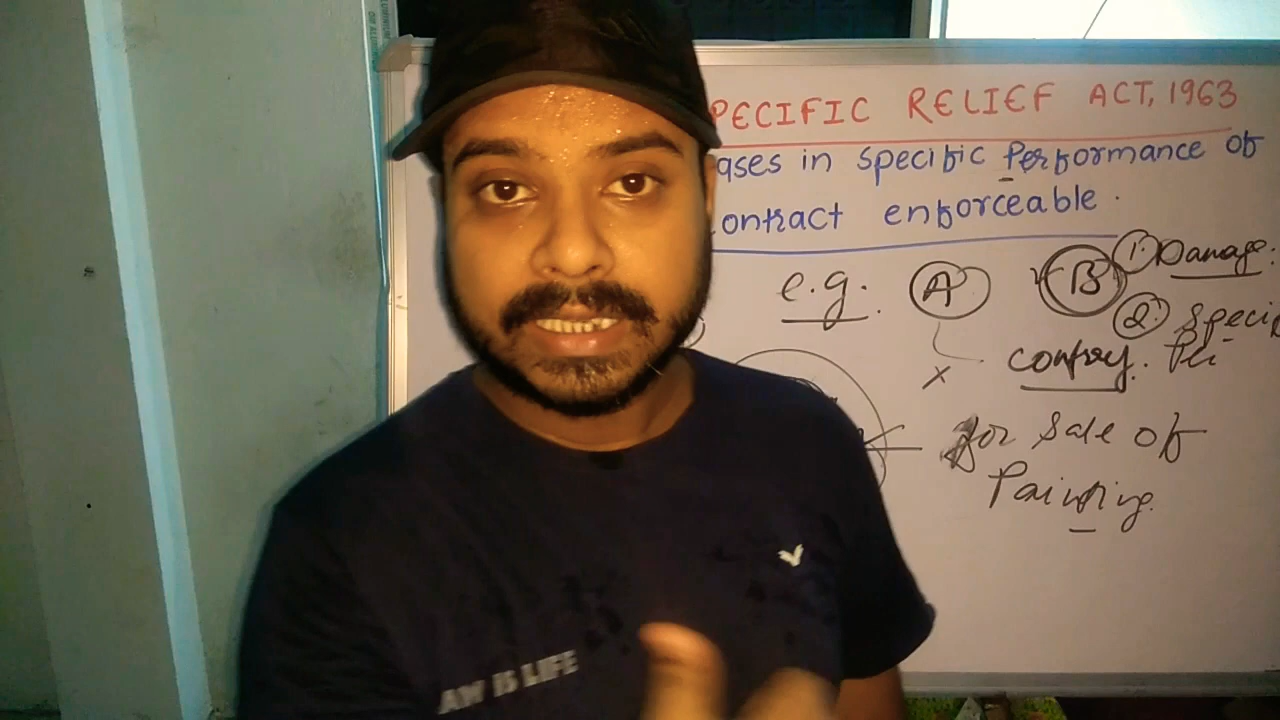 PECIFIC RELIEF ACT, 1963
ases in specific Performance of
ontract enforceable.
e.g. A B 1. Damage.
2. Speci
x
for Sale of
Painting.
AW IS LIFE